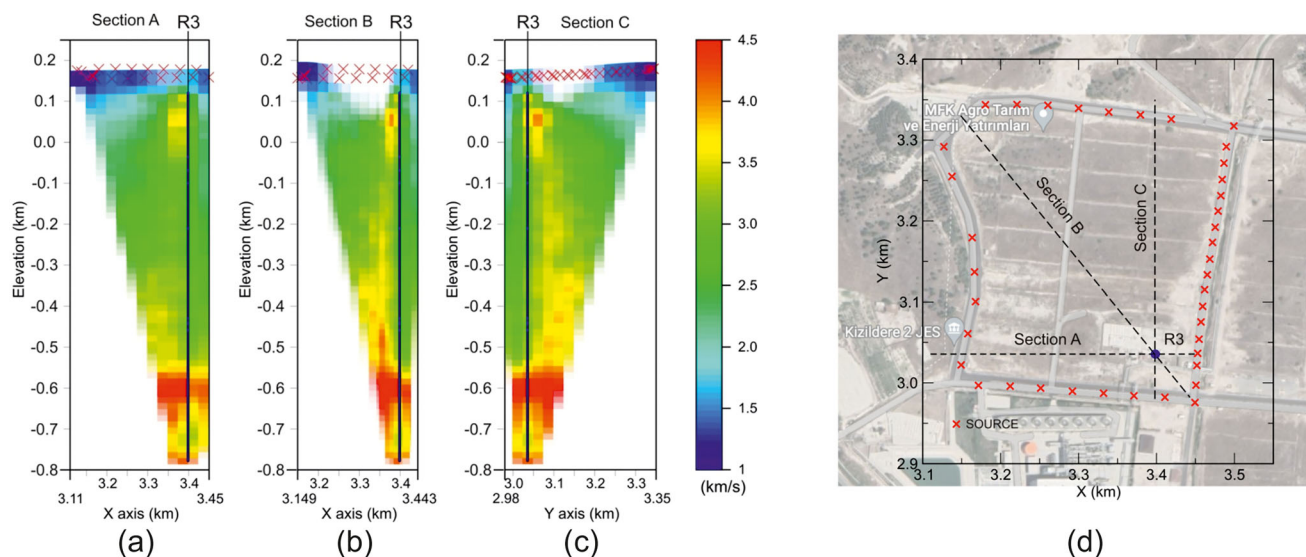 Section A R3
Section B R3
R3 Section C
0.2
0.1
0.0
-0.1
-0.2
-0.3
-0.4
-0.5
-0.6
-0.7
-0.8
Elevation (km)
3.2 3.3 3.4
3.11 3.45
X axis (km)
(a)
0.2
0.1
0.0
-0.1
-0.2
-0.3
-0.4
-0.5
-0.6
-0.7
-0.8
Elevation (km)
3.2 3.3 3.4
3.149 3.443
X axis (km)
(b)
0.2
0.1
0.0
-0.1
-0.2
-0.3
-0.4
-0.5
-0.6
-0.7
-0.8
Elevation (km)
3.0 3.1 3.2 3.3
2.98 3.35
Y axis (km)
(c)
4.5
4.0
3.5
3.0
2.5
2.0
1.5
1
(km/s)
3.4
3.3
3.2
3.1
3.0
2.9
Y (km)
MFK Agro Tarım
ve Enerji Yatırımları
Section B
Section C
Kizildere 2 JES
Section A
R3
SOURCE
3.1 3.2 3.3 3.4 3.5
X (km)
(d)